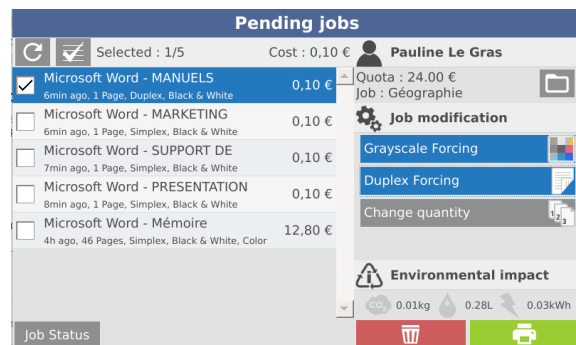 Pending jobs
Selected : 1/5
Cost : 0,10 €
Pauline Le Gras
Microsoft Word - MANUELS
6min ago, 1 Page, Duplex, Black & White
0,10 €
Microsoft Word - MARKETING
6min ago, 1 Page, Simplex, Black & White
0,10 €
Microsoft Word - SUPPORT DE
7min ago, 1 Page, Simplex, Black & White
0,10 €
Microsoft Word - PRESENTATION
8min ago, 1 Page, Simplex, Black & White
0,10 €
Microsoft Word - Mémoire
4h ago, 46 Pages, Simplex, Black & White, Color
12,80 €
Quota : 24.00 €
Job : Géographie
Job modification
Grayscale Forcing
Duplex Forcing
Change quantity
1 2 3
Environmental impact
CO2
0.01kg
0.28L
0.03kWh
Job Status